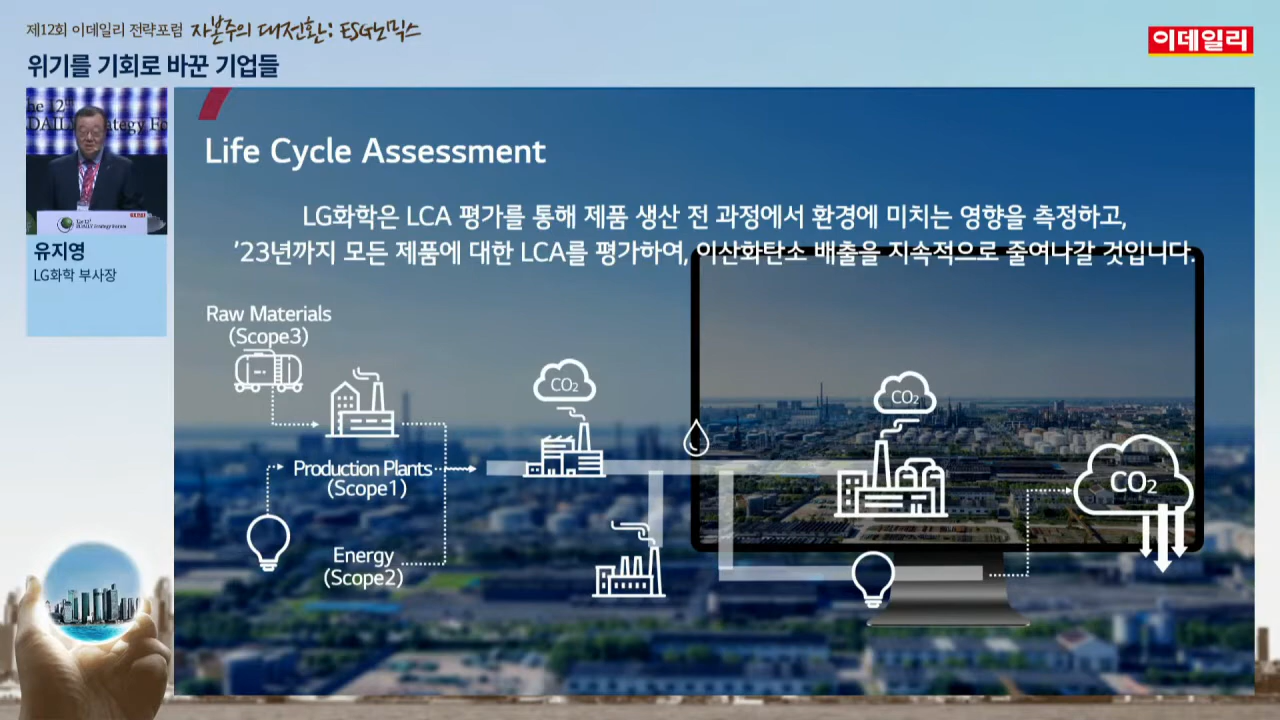 제12회 이데일리 전략포럼 자본주의 대전환: ESG노믹스
이데일리
위기를 기회로 바꾼 기업들
유지영
LG화학 부사장
Life Cycle Assessment
LG화학은 LCA 평가를 통해 제품 생산 전 과정에서 환경에 미치는 영향을 측정하고,
’23년까지 모든 제품에 대한 LCA를 평가하여, 이산화탄소 배출을 지속적으로 줄여나갈 것입니다.
Raw Materials
(Scope3)
CO₂
CO₂
Production Plants
(Scope1)
CO₂
Energy
(Scope2)